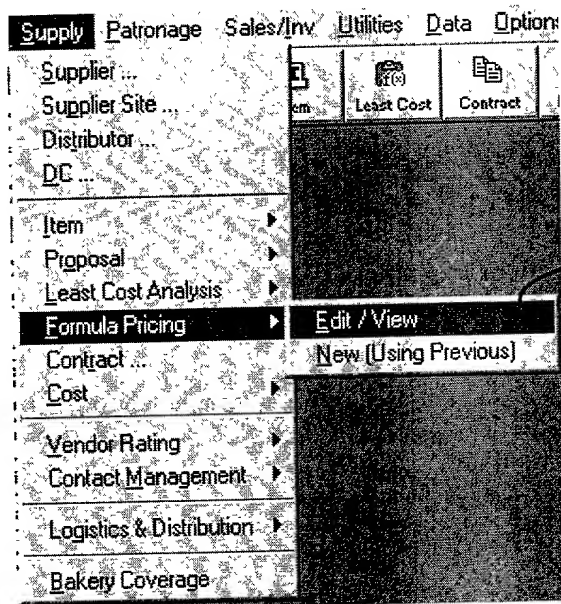 Supply Patronage Sales/Inv Utilities Data Option
Supplier ...
Supplier Site ...
Distributor ...
DC ...
Least Cost Contract
Item
Proposal
Least Cost Analysis
Formula Pricing
Edit / View
New (Using Previous)
Contract ...
Cost
Vendor Rating
Contact Management
Logistics & Distribution
Bakery Coverage